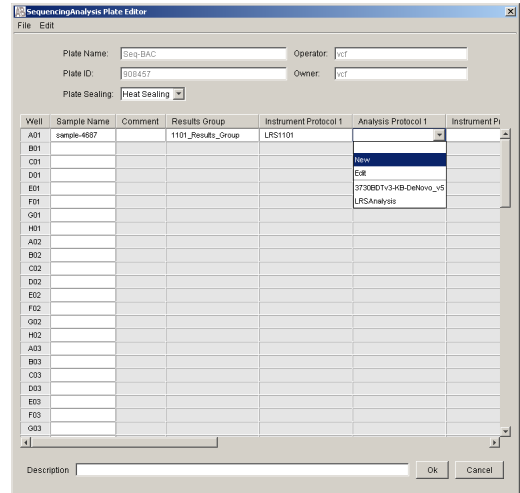 SequencingAnalysis Plate Editor
File Edit
Plate Name: Seq-BAC Operator: vcf
Plate ID: 908457 Owner: vcf
Plate Sealing: Heat Sealing
Well Sample Name Comment Results Group Instrument Protocol 1 Analysis Protocol 1 Instrument Pr
A01 sample-4687 1101_Results_Group LRS1101
B01
New
C01
Edit
D01
3730BDTv3-KB-DeNovo_v5
E01
LRSAnalysis
F01
G01
H01
A02
B02
C02
D02
E02
F02
G02
H02
A03
B03
C03
D03
E03
F03
G03
Description Ok Cancel